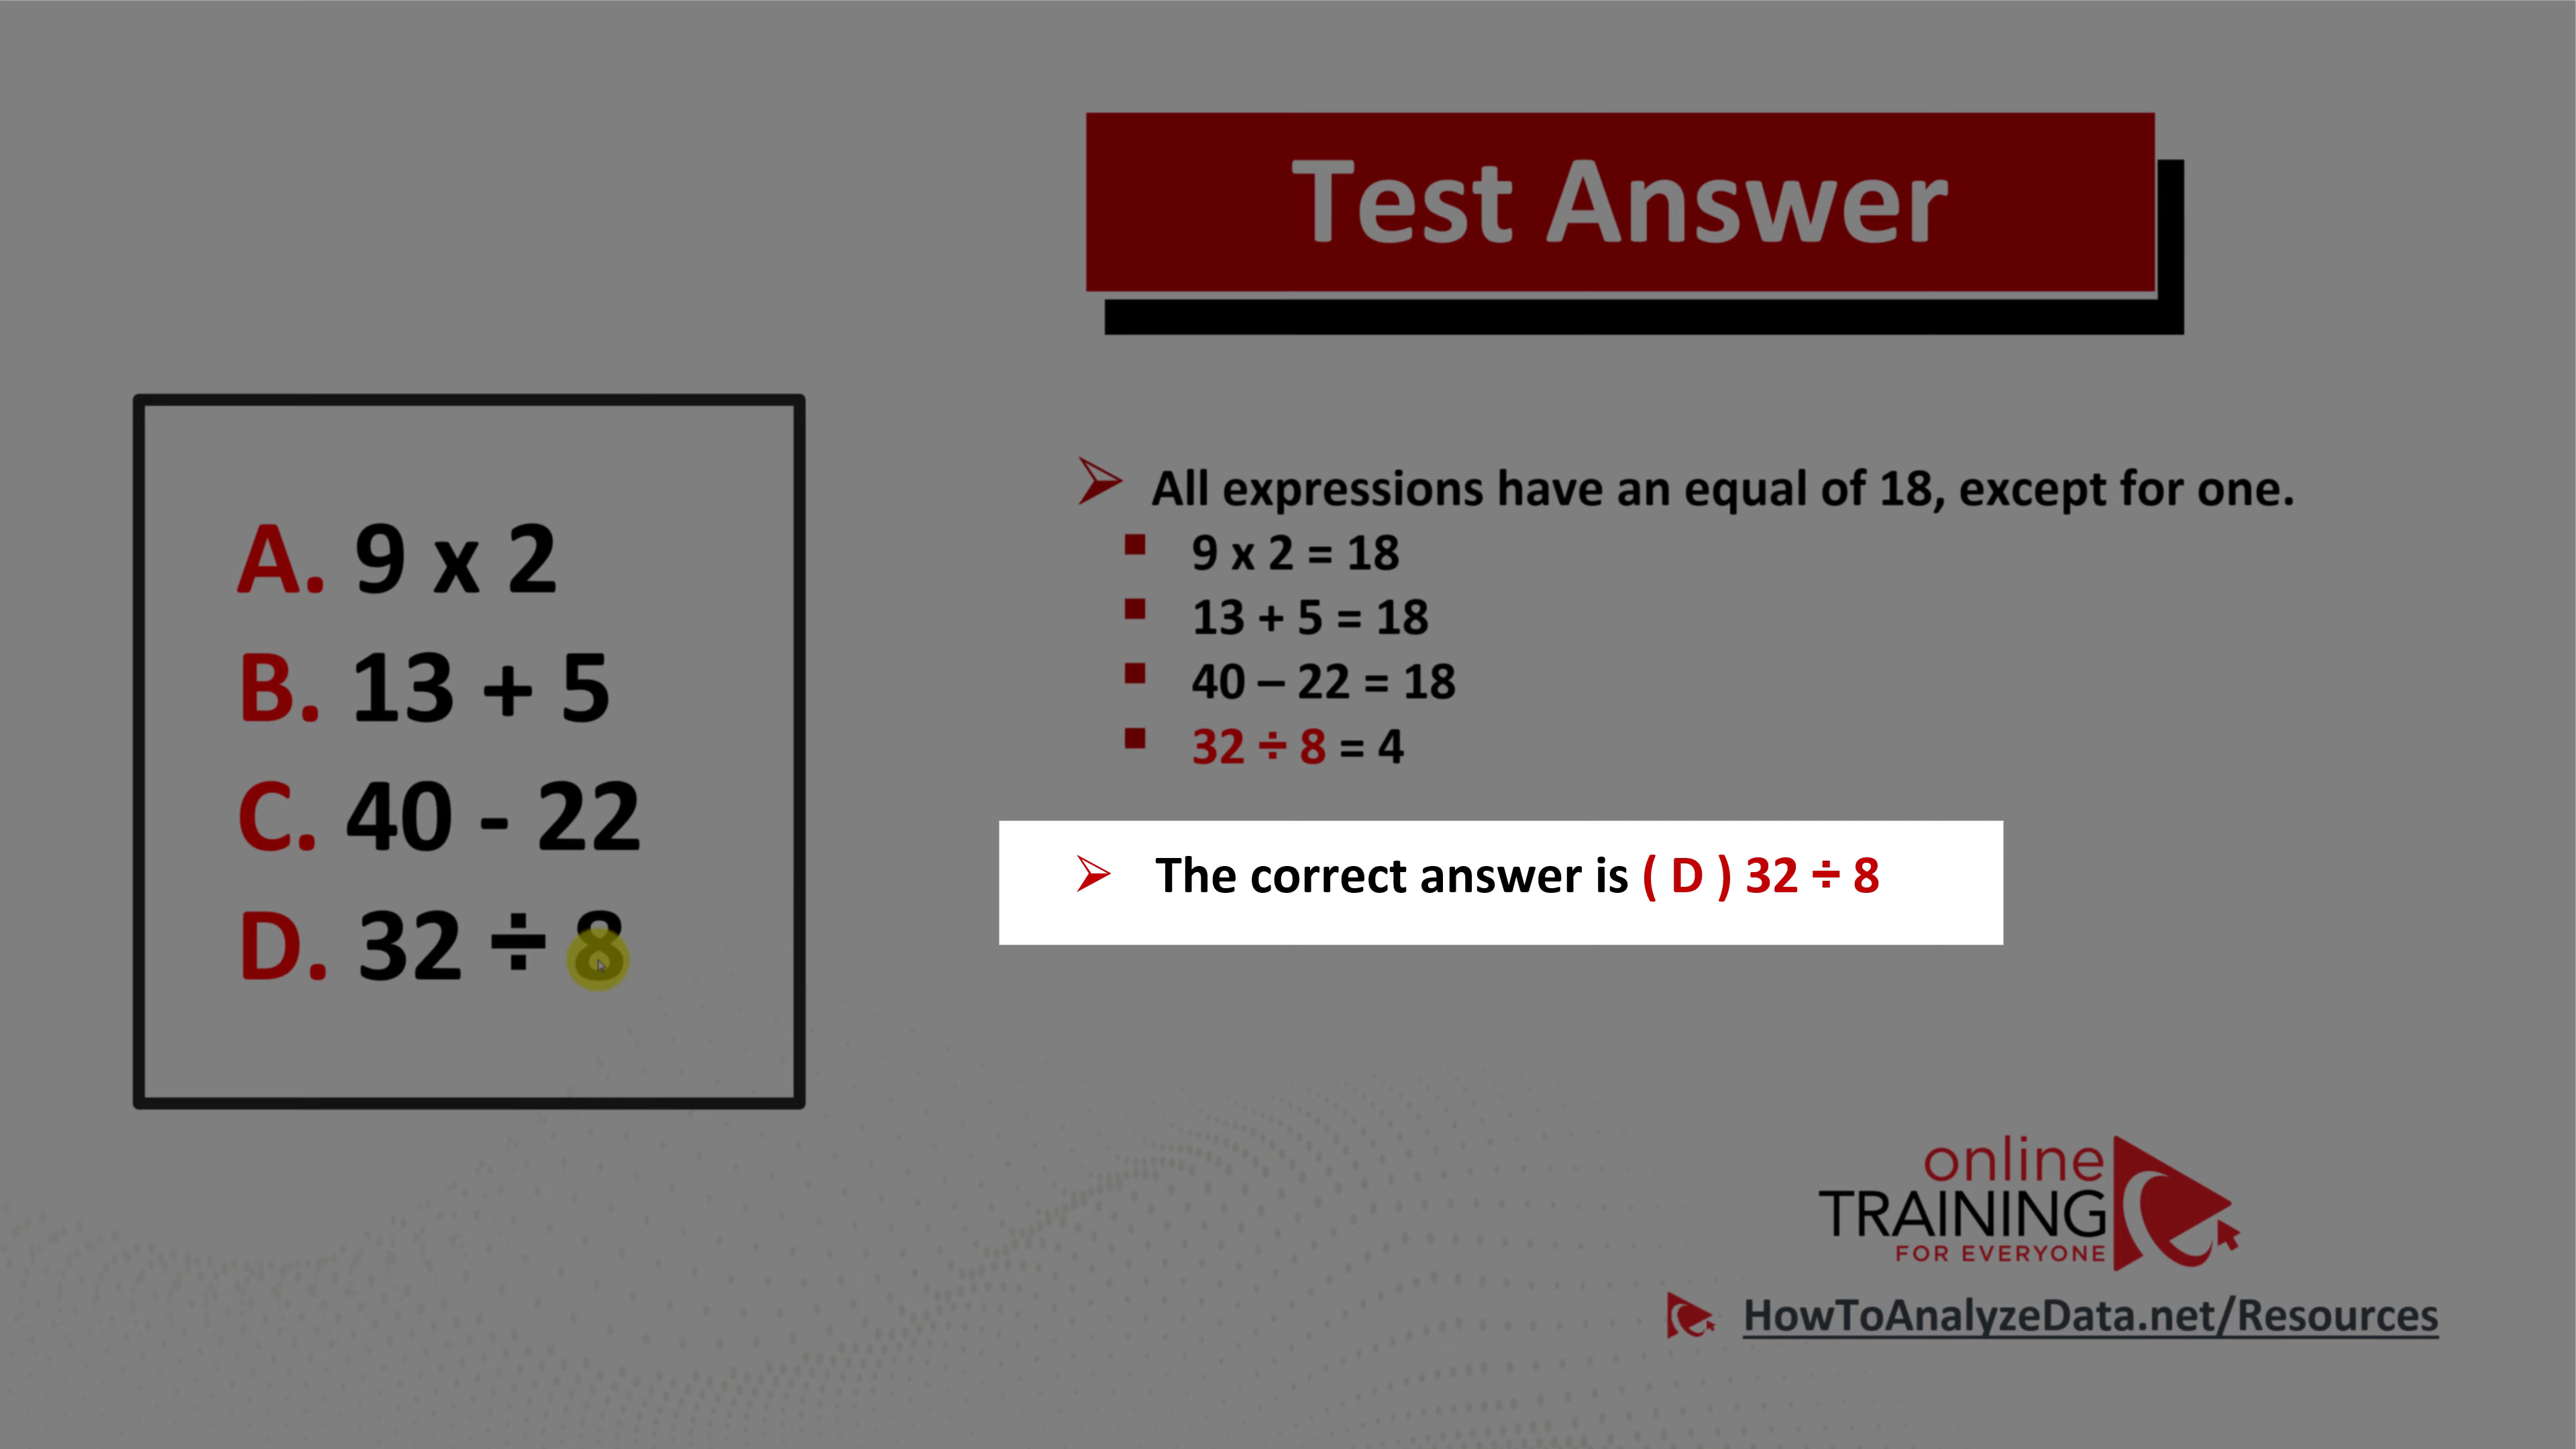 Test Answer
A. 9 x 2
B. 13 + 5
C. 40 - 22
D. 32 ÷ 8
All expressions have an equal of 18, except for one.
9 x 2 = 18
13 + 5 = 18
40 – 22 = 18
32 ÷ 8 = 4
The correct answer is ( D ) 32 ÷ 8
online
TRAINING
FOR EVERYONE
HowToAnalyzeData.net/Resources